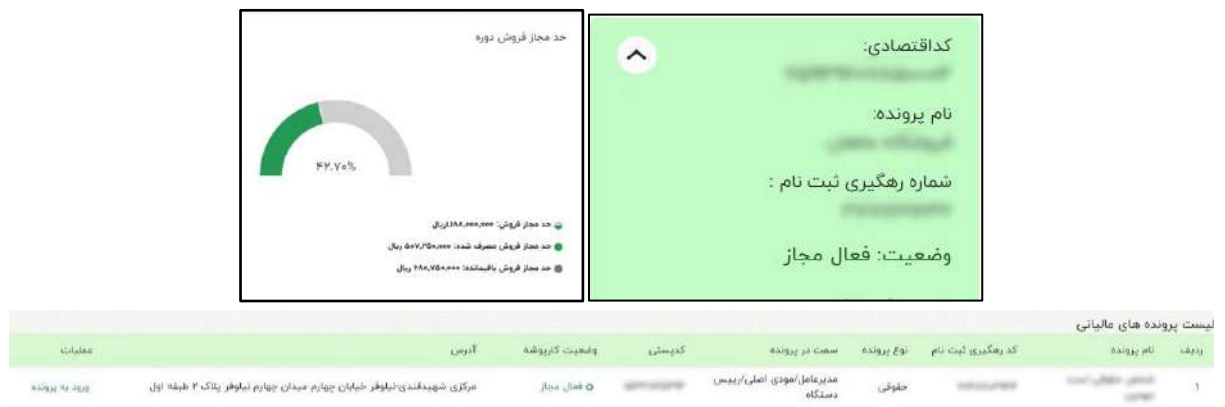 حد مجاز فروش دوره
۴۲.۷۰%
حد مجاز فروش: ۱,۱۸۸,۰۰۰,۰۰۰ریال
حد مجاز فروش مصرف شده: ۵۰۷,۲۵۰,۰۰۰ ریال
حد مجاز فروش باقیمانده: ۶۸۰,۷۵۰,۰۰۰ ریال
کداقتصادی:
نام پرونده:
شماره رهگیری ثبت نام :
وضعیت: فعال مجاز
لیست پرونده های مالیاتی
ردیف نام پرونده کد رهگیری ثبت نام نوع پرونده سمت در پرونده کدپستی وضعیت کارپوشه آدرس عملیات
۱ حقوقی مدیرعامل/مودی اصلی/رییس دستگاه فعال مجاز مرکزی شهیدقندی-نیلوفر خیابان چهارم میدان چهارم نیلوفر پلاک ۲ طبقه اول ورود به پرونده